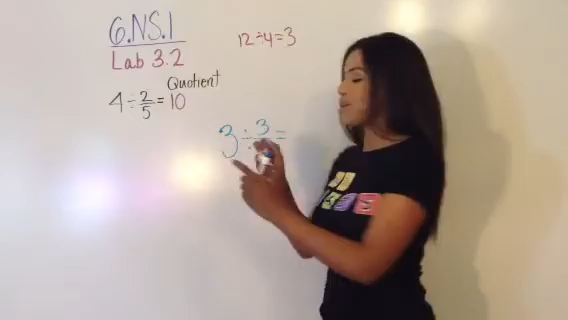 6.NS.1
Lab 3.2
12 ÷ 4 = 3
Quotient
4 ÷ 2/5 = 10
3 ÷ 3 =